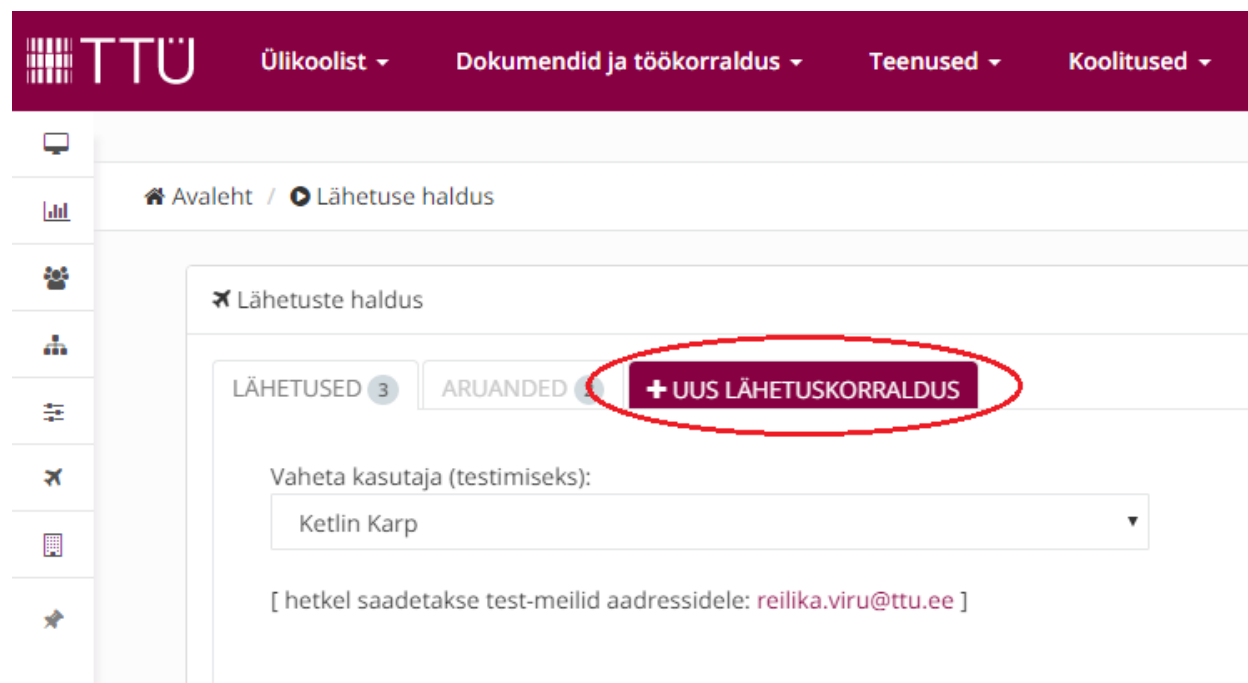 TTÜ Ülikoolist Dokumendid ja töökorraldus Teenused Koolitused
Avaleht / Lähetuse haldus
Lähetuste haldus
LÄHETUSED 3 ARUANDED 2 + UUS LÄHETUSKORRALDUS
Vaheta kasutaja (testimiseks):
Ketlin Karp
[ hetkel saadetakse test-meilid aadressidele: reilika.viru@ttu.ee ]